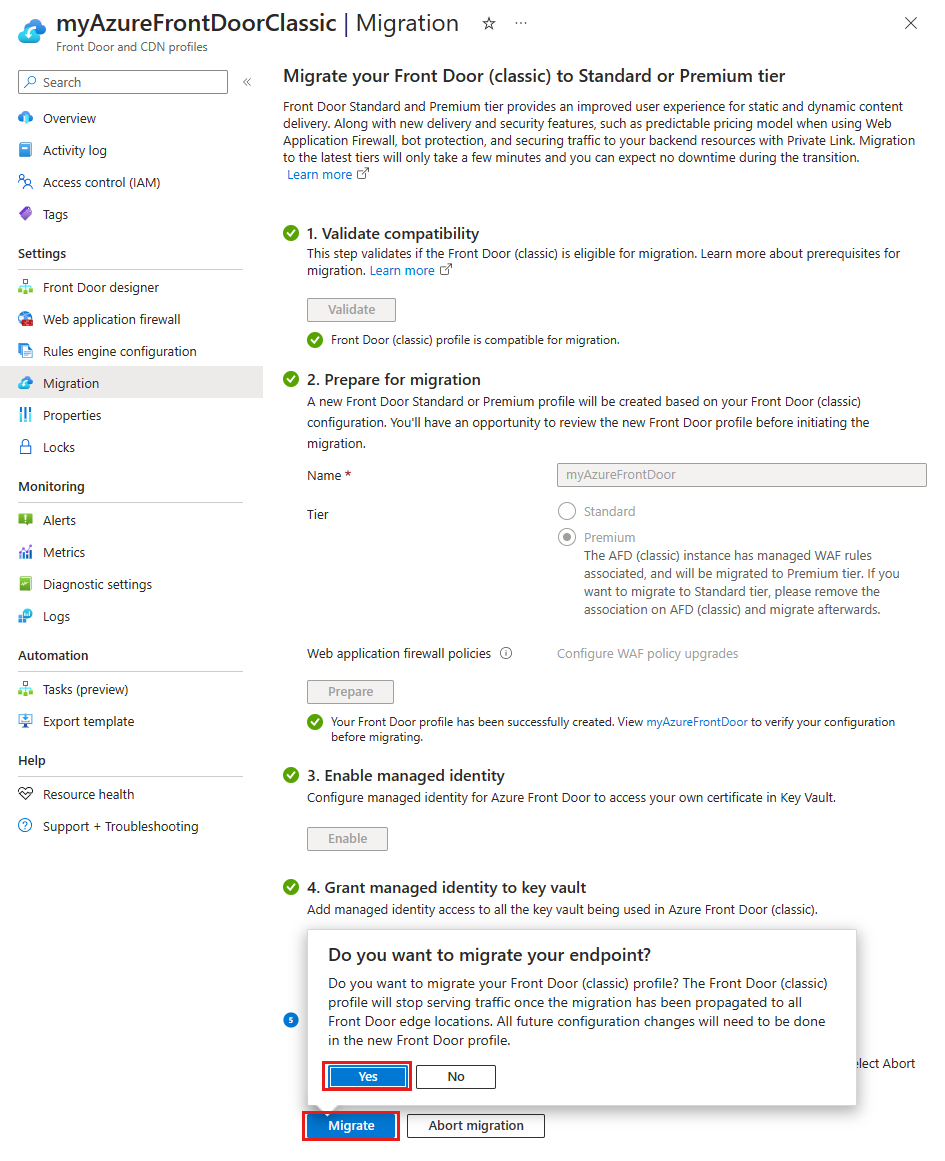 myAzureFrontDoorClassic | Migration
Front Door and CDN profiles
Search
Overview
Activity log
Access control (IAM)
Tags
Settings
Front Door designer
Web application firewall
Rules engine configuration
Migration
Properties
Locks
Monitoring
Alerts
Metrics
Diagnostic settings
Logs
Automation
Tasks (preview)
Export template
Help
Resource health
Support + Troubleshooting
Migrate your Front Door (classic) to Standard or Premium tier
Front Door Standard and Premium tier provides an improved user experience for static and dynamic content
delivery. Along with new delivery and security features, such as predictable pricing model when using Web
Application Firewall, bot protection, and securing traffic to your backend resources with Private Link. Migration
to the latest tiers will only take a few minutes and you can expect no downtime during the transition.
Learn more
1. Validate compatibility
This step validates if the Front Door (classic) is eligible for migration. Learn more about prerequisites for
migration. Learn more
Validate
Front Door (classic) profile is compatible for migration.
2. Prepare for migration
A new Front Door Standard or Premium profile will be created based on your Front Door (classic)
configuration. You'll have an opportunity to review the new Front Door profile before initiating the
migration.
Name * myAzureFrontDoor
Tier
Standard
Premium
The AFD (classic) instance has managed WAF rules
associated, and will be migrated to Premium tier. If you
want to migrate to Standard tier, please remove the
association on AFD (classic) and migrate afterwards.
Web application firewall policies Configure WAF policy upgrades
Prepare
Your Front Door profile has been successfully created. View myAzureFrontDoor to verify your configuration
before migrating.
3. Enable managed identity
Configure managed identity for Azure Front Door to access your own certificate in Key Vault.
Enable
4. Grant managed identity to key vault
Add managed identity access to all the key vault being used in Azure Front Door (classic).
Do you want to migrate your endpoint?
Do you want to migrate your Front Door (classic) profile? The Front Door (classic)
profile will stop serving traffic once the migration has been propagated to all
Front Door edge locations. All future configuration changes will need to be done
in the new Front Door profile.
5
Yes No
elect Abort
Migrate Abort migration